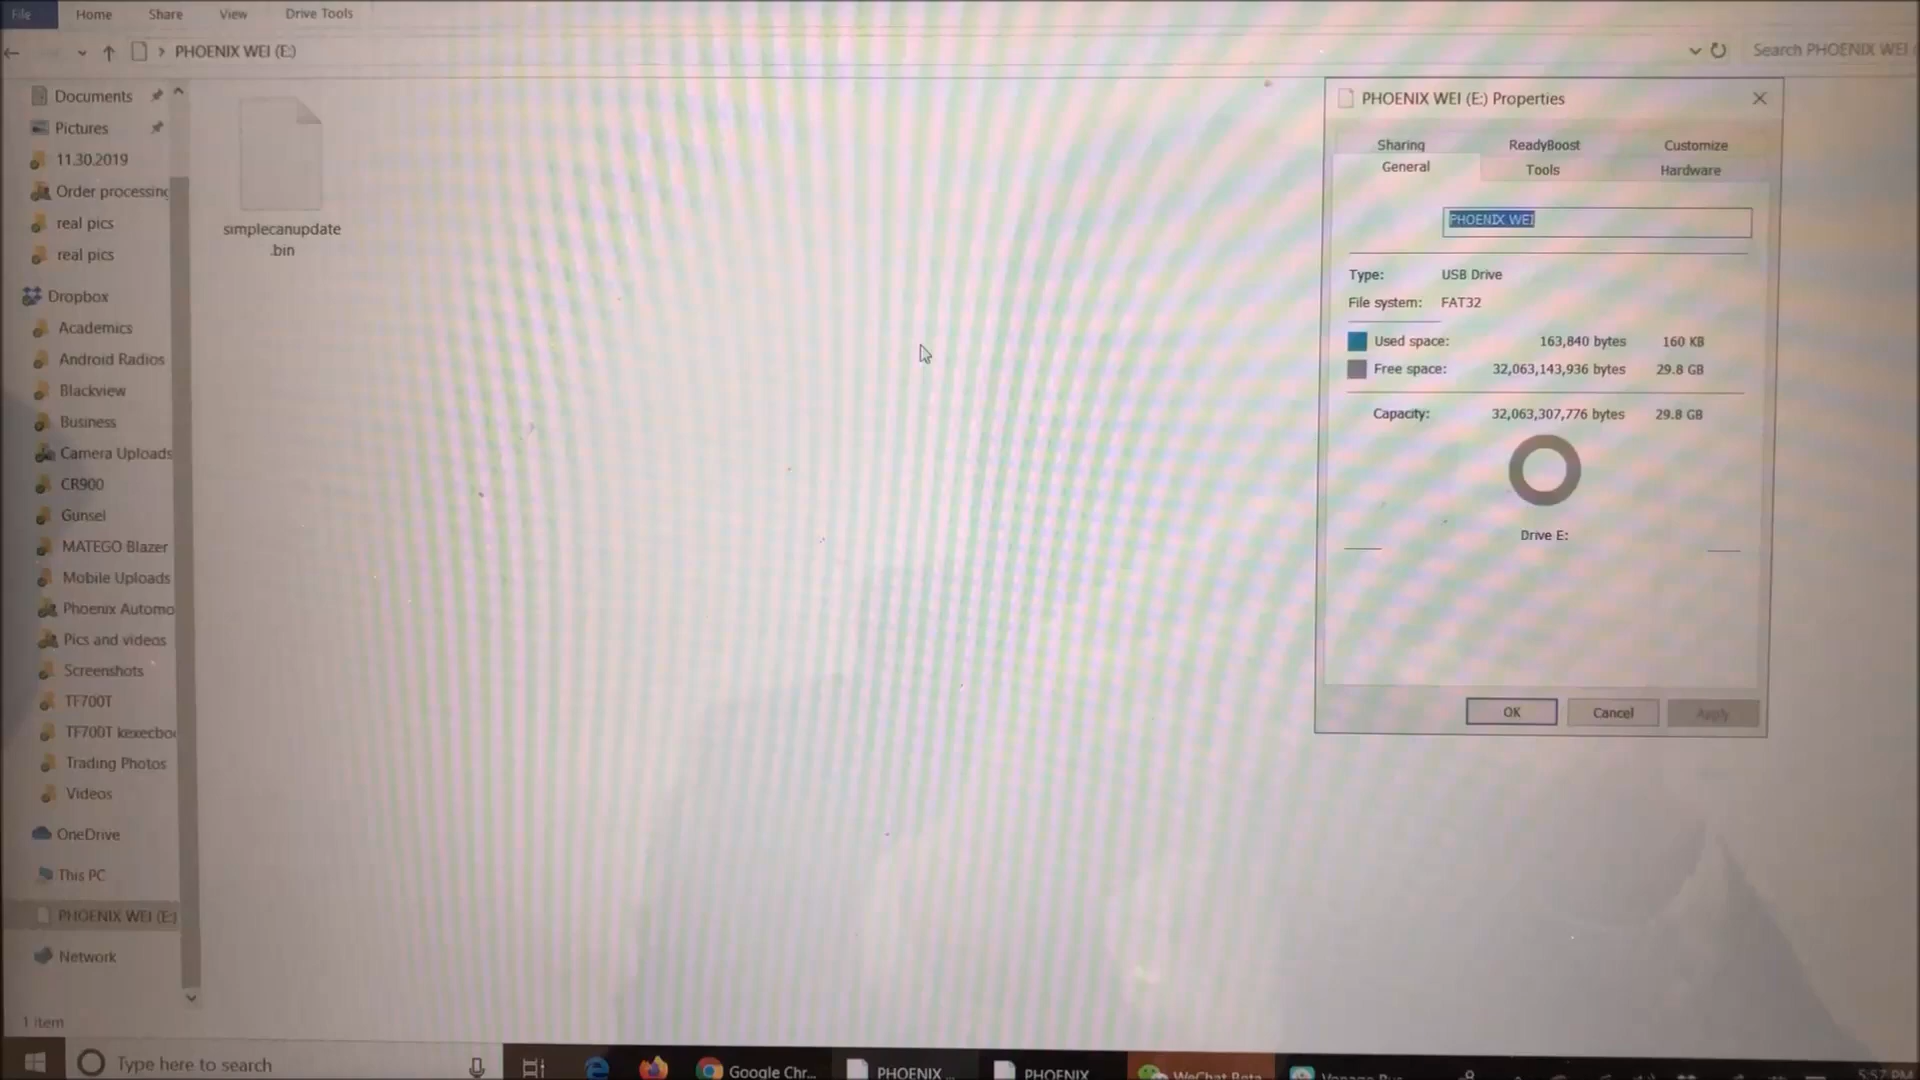 File Home Share View Drive Tools
PHOENIX WEI (E:)
Search PHOENIX WEI
Documents
Pictures
11.30.2019
Order processing
real pics
real pics
Dropbox
Academics
Android Radios
Blackview
Business
Camera Uploads
CR900
Gunsel
MATEGO Blazer
Mobile Uploads
Phoenix Automo
Pics and videos
Screenshots
TF700T
TF700T kexecboo
Trading Photos
Videos
OneDrive
This PC
PHOENIX WEI (E:)
Network
1 item
simplecanupdate
.bin
PHOENIX WEI (E:) Properties
Sharing ReadyBoost Customize
General Tools Hardware
PHOENIX WEI
Type: USB Drive
File system: FAT32
Used space: 163,840 bytes 160 KB
Free space: 32,063,143,936 bytes 29.8 GB
Capacity: 32,063,307,776 bytes 29.8 GB
Drive E:
OK Cancel Apply
Type here to search
Google Chr...
PHOENIX ...
PHOENIX
WeChat Beta
5:57 PM